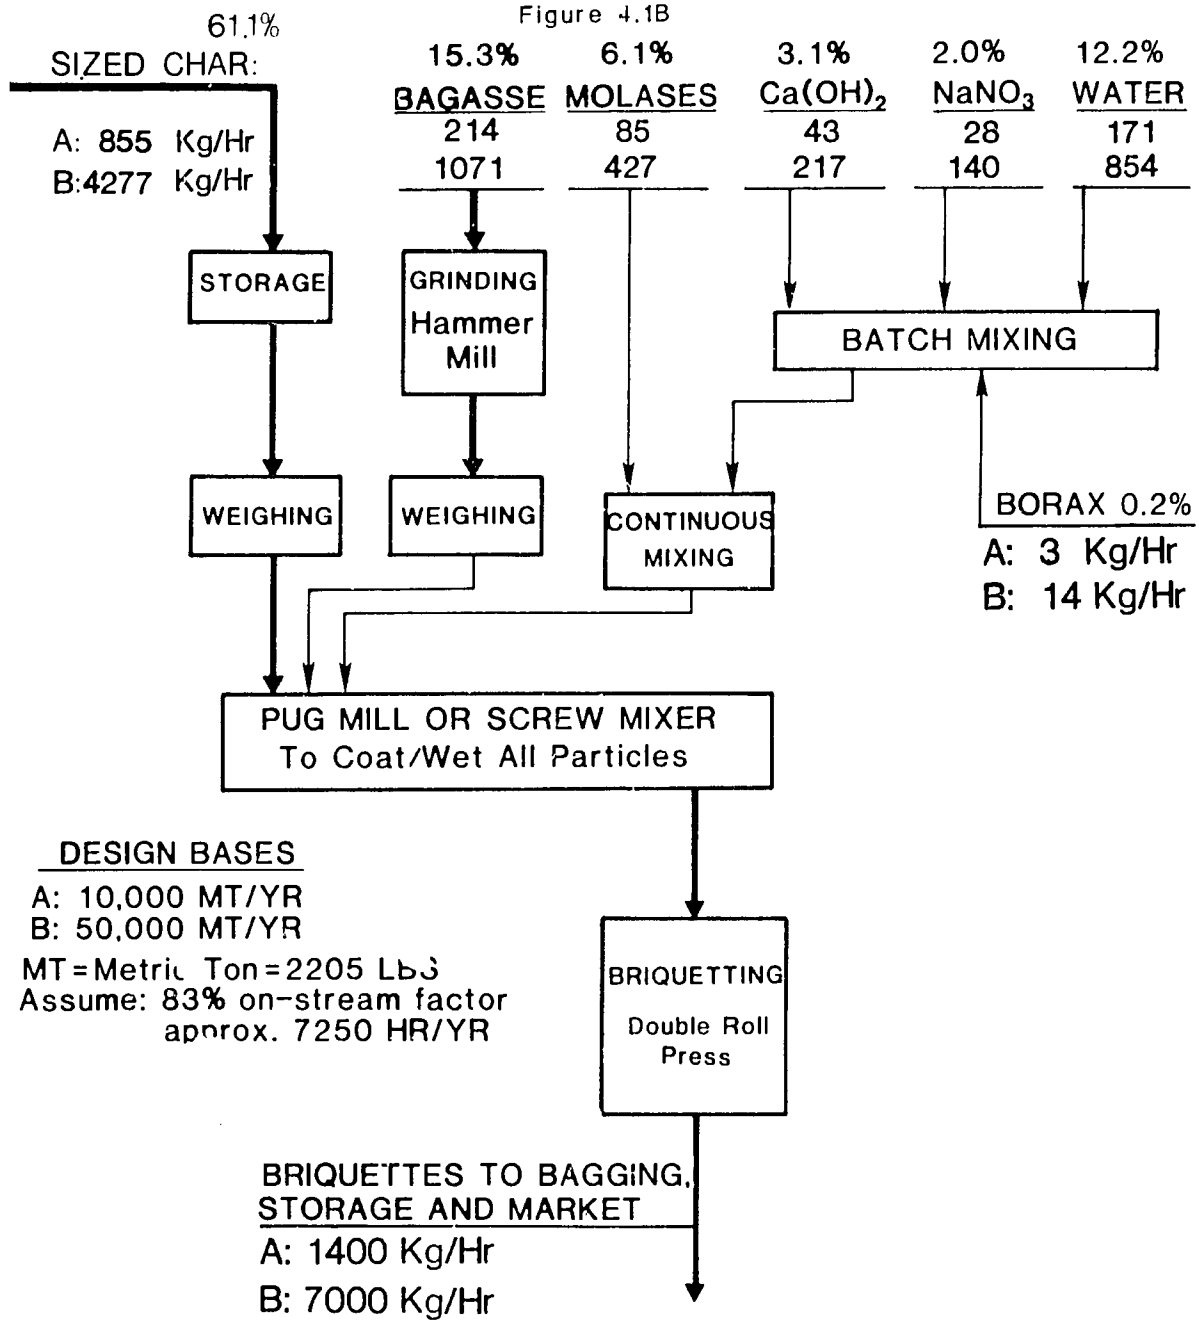 Figure 4.1B
61.1%
SIZED CHAR:
A: 855 Kg/Hr
B:4277 Kg/Hr
15.3% 6.1% 3.1% 2.0% 12.2%
BAGASSE MOLASES Ca(OH)₂ NaNO₃ WATER
214 85 43 28 171
1071 427 217 140 854
STORAGE
GRINDING
Hammer
Mill
BATCH MIXING
WEIGHING
WEIGHING
CONTINUOUS
MIXING
BORAX 0.2%
A: 3 Kg/Hr
B: 14 Kg/Hr
PUG MILL OR SCREW MIXER
To Coat/Wet All Particles
DESIGN BASES
A: 10,000 MT/YR
B: 50,000 MT/YR
MT=Metric Ton=2205 LBS
Assume: 83% on-stream factor
approx. 7250 HR/YR
BRIQUETTING
Double Roll
Press
BRIQUETTES TO BAGGING,
STORAGE AND MARKET
A: 1400 Kg/Hr
B: 7000 Kg/Hr